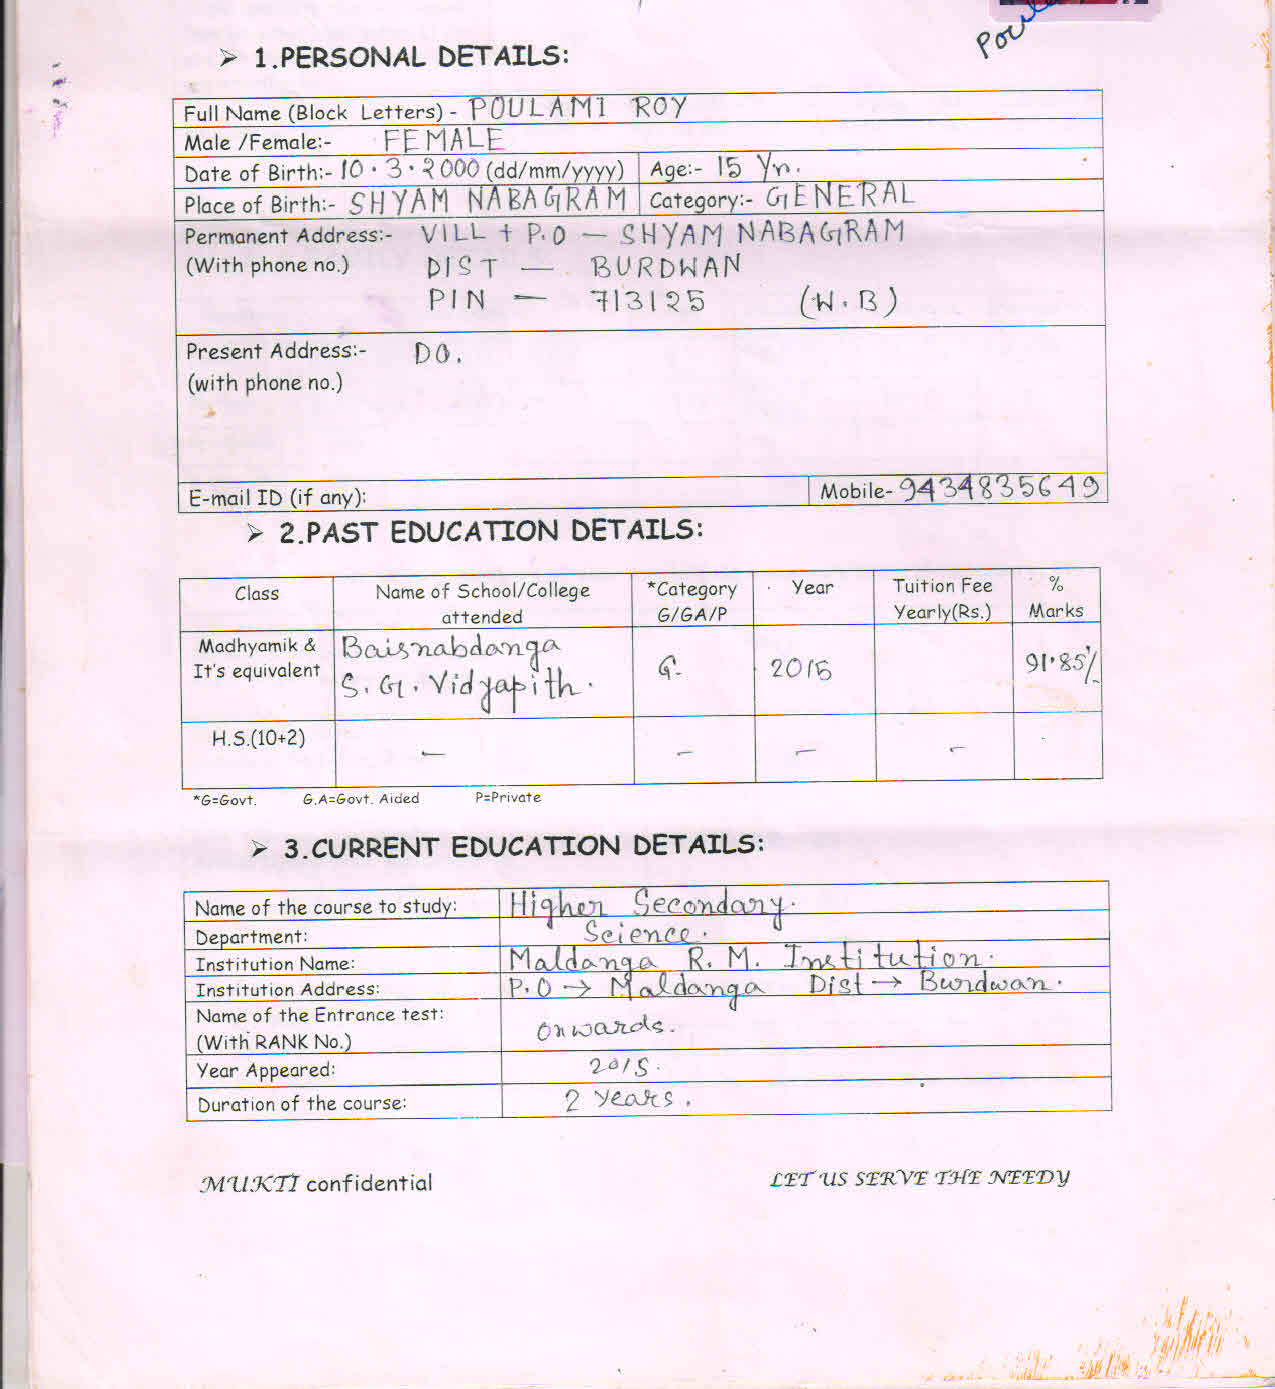 Poul
➢ 1.PERSONAL DETAILS:
Full Name (Block Letters) - POULAMI ROY
Male /Female:- FEMALE
Date of Birth:- 10.3.2000 (dd/mm/yyyy) Age:- 15 Yr.
Place of Birth:- SHYAM NABAGRAM Category:- GENERAL
Permanent Address:- VILL + P.O - SHYAM NABAGRAM
(With phone no.) DIST - BURDWAN
PIN - 713125 (W.B)
Present Address:- DO.
(with phone no.)
E-mail ID (if any): Mobile- 9434835649
➢ 2.PAST EDUCATION DETAILS:
Class Name of School/College *Category Year Tuition Fee %
attended G/GA/P Yearly(Rs.) Marks
Madhyamik & Baisnabdanga
It's equivalent S.G. Vidyapith. G. 2015 91.85%
H.S.(10+2) - - - - -
*G=Govt. G.A=Govt. Aided P=Private
➢ 3.CURRENT EDUCATION DETAILS:
Name of the course to study: Higher Secondary.
Department: Science.
Institution Name: Maldanga R. M. Institution.
Institution Address: P.O → Maldanga Dist → Burdwan.
Name of the Entrance test:
(With RANK No.) onwards.
Year Appeared: 2015.
Duration of the course: 2 years.
MUKTI confidential LET US SERVE THE NEEDY